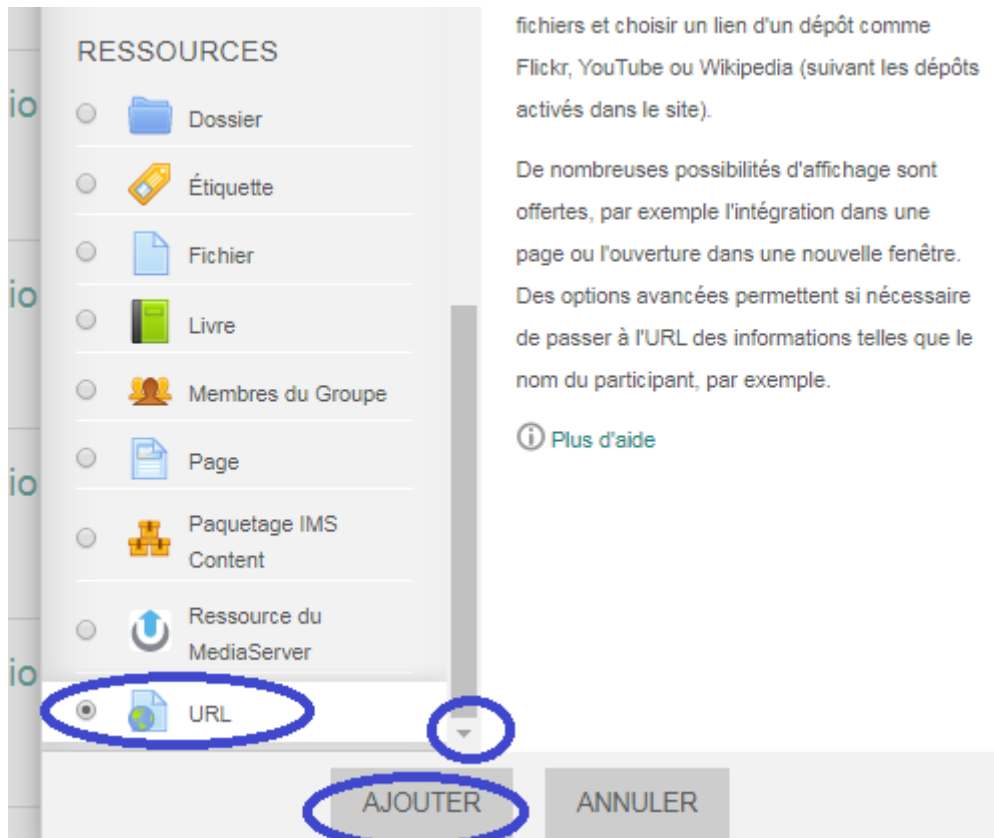 RESSOURCES
Dossier
Étiquette
Fichier
Livre
Membres du Groupe
Page
Paquetage IMS
Content
Ressource du
MediaServer
URL
fichiers et choisir un lien d'un dépôt comme
Flickr, YouTube ou Wikipedia (suivant les dépôts
activés dans le site).
De nombreuses possibilités d'affichage sont
offertes, par exemple l'intégration dans une
page ou l'ouverture dans une nouvelle fenêtre.
Des options avancées permettent si nécessaire
de passer à l'URL des informations telles que le
nom du participant, par exemple.
Plus d'aide
AJOUTER
ANNULER
io
io
io
io